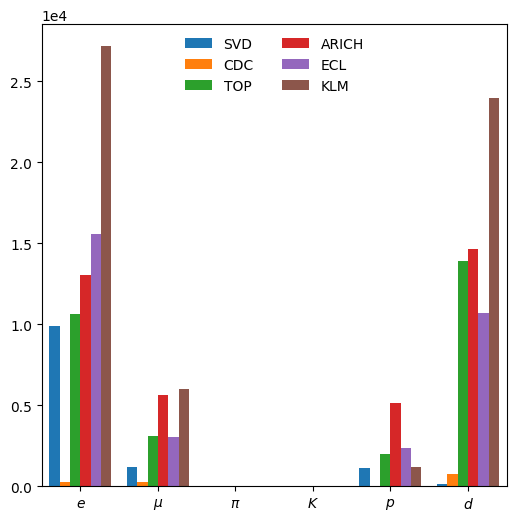 1e4
SVD ARICH
CDC ECL
TOP KLM
2.5
2.0
1.5
1.0
0.5
0.0
e μ π K p d